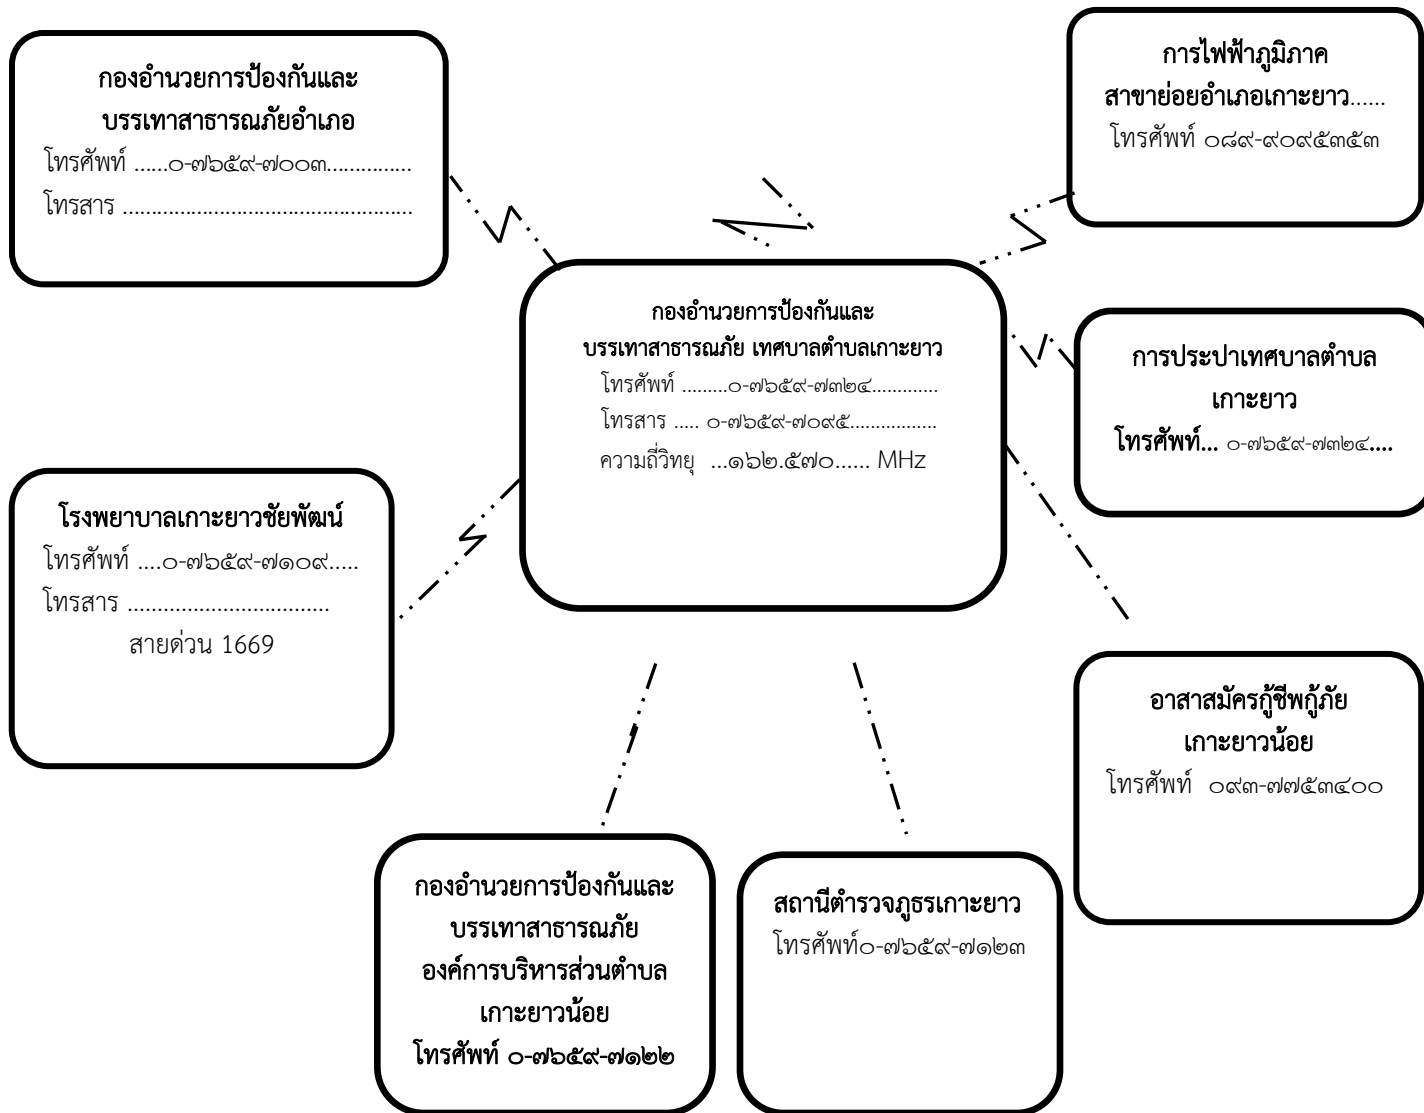 กองอำนวยการป้องกันและ
บรรเทาสาธารณภัยอำเภอ
โทรศัพท์ ......๐-๗๖๕๙-๗๐๐๓..............
โทรสาร ..................................................
การไฟฟ้าภูมิภาค
สาขาย่อยอำเภอเกาะยาว......
โทรศัพท์ ๐๘๙-๙๐๙๕๓๕๓
กองอำนวยการป้องกันและ
บรรเทาสาธารณภัย เทศบาลตำบลเกาะยาว
โทรศัพท์ .........๐-๗๖๕๙-๗๓๒๔.............
โทรสาร ..... ๐-๗๖๕๙-๗๐๙๕.................
ความถี่วิทยุ ...๑๖๒.๕๗๐...... MHz
การประปาเทศบาลตำบล
เกาะยาว
โทรศัพท์... ๐-๗๖๕๙-๗๓๒๔....
โรงพยาบาลเกาะยาวชัยพัฒน์
โทรศัพท์ ....๐-๗๖๕๙-๗๑๐๙.....
โทรสาร ..................................
สายด่วน 1669
อาสาสมัครกู้ชีพกู้ภัย
เกาะยาวน้อย
โทรศัพท์ ๐๙๓-๗๗๕๓๔๐๐
กองอำนวยการป้องกันและ
บรรเทาสาธารณภัย
องค์การบริหารส่วนตำบล
เกาะยาวน้อย
โทรศัพท์ ๐-๗๖๕๙-๗๑๒๒
สถานีตำรวจภูธรเกาะยาว
โทรศัพท์๐-๗๖๕๙-๗๑๒๓